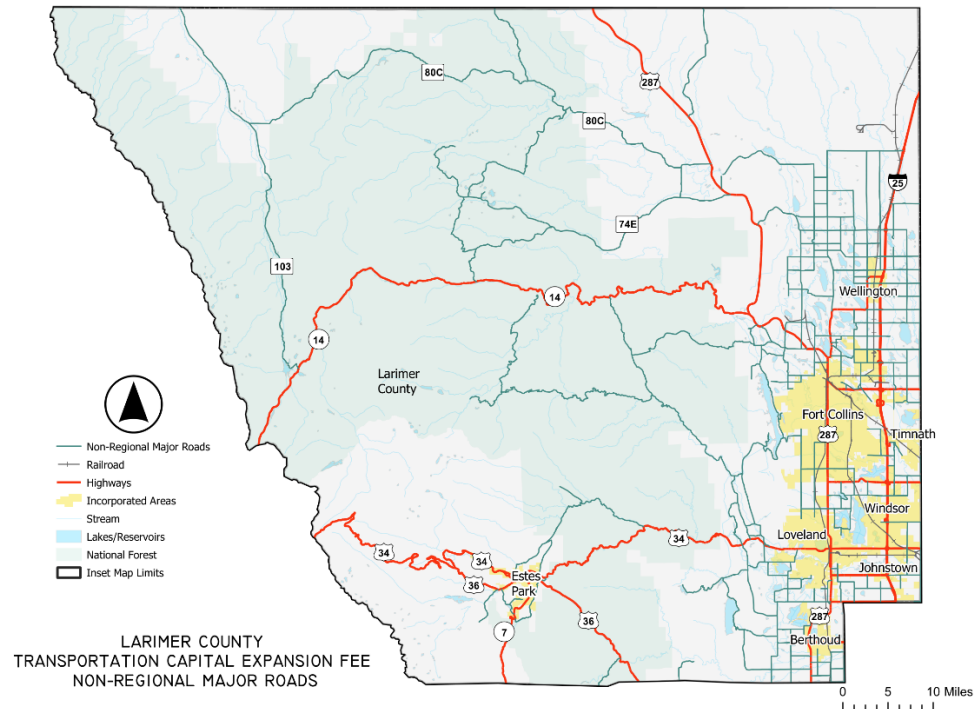 80C
287
80C
25
74E
103
Wellington
14
14
Larimer
County
Fort Collins
287
Timnath
Non-Regional Major Roads
Railroad
Highways
Incorporated Areas
Stream
Lakes/Reservoirs
National Forest
Inset Map Limits
Windsor
34
34
34
Loveland
Johnstown
36
Estes
Park
7
36
287
Berthoud
LARIMER COUNTY
TRANSPORTATION CAPITAL EXPANSION FEE
NON-REGIONAL MAJOR ROADS
0 5 10 Miles